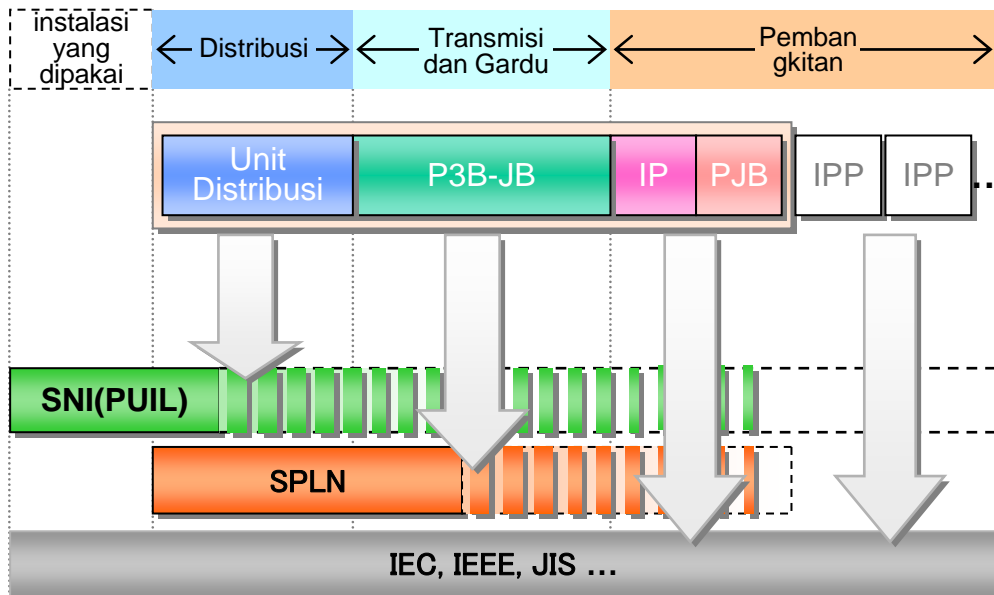 instalasi
yang
dipakai
Distribusi
Transmisi
dan Gardu
Pemban
gkitan
Unit
Distribusi
P3B-JB
IP
PJB
IPP
IPP
...
SNI(PUIL)
SPLN
IEC, IEEE, JIS ...